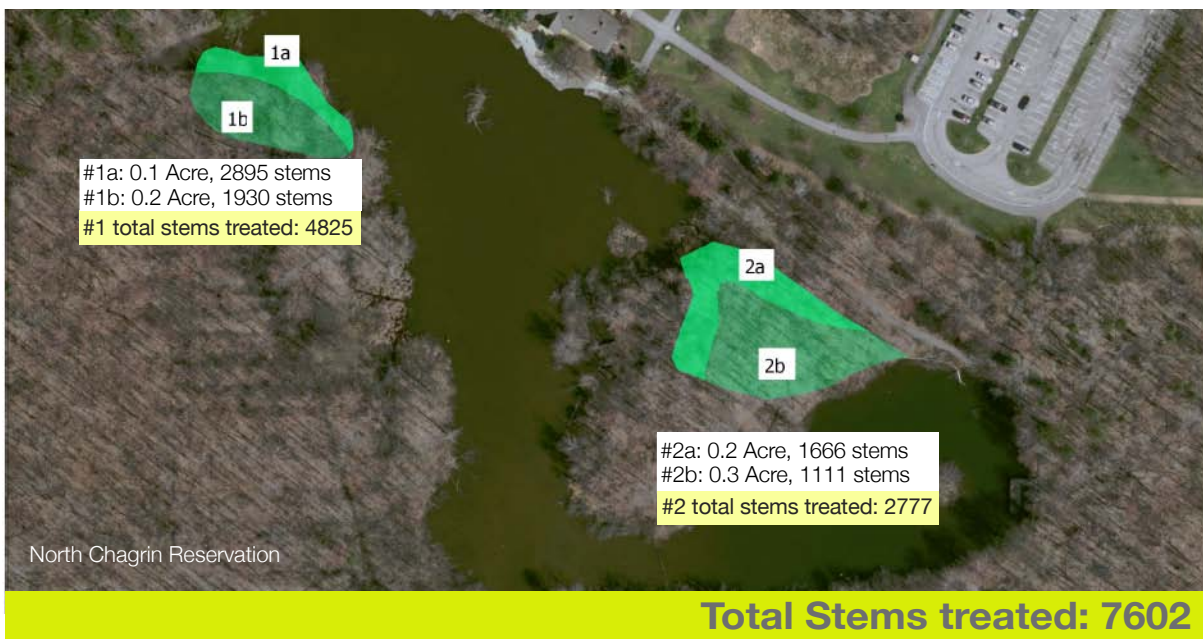 1a
1b
#1a: 0.1 Acre, 2895 stems
#1b: 0.2 Acre, 1930 stems
#1 total stems treated: 4825
2a
2b
#2a: 0.2 Acre, 1666 stems
#2b: 0.3 Acre, 1111 stems
#2 total stems treated: 2777
North Chagrin Reservation
Total Stems treated: 7602